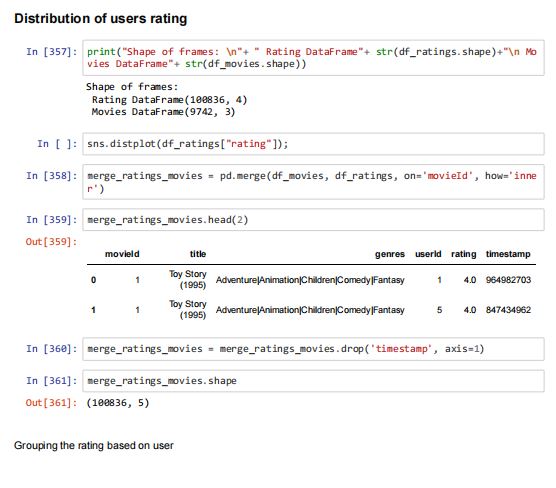 Distribution of users rating
In [357]: print("Shape of frames: \n"+ " Rating DataFrame"+ str(df_ratings.shape)+"\n Mo
vies DataFrame"+ str(df_movies.shape))
Shape of frames:
 Rating DataFrame(100836, 4)
 Movies DataFrame(9742, 3)
In [ ]: sns.distplot(df_ratings["rating"]);
In [358]: merge_ratings_movies = pd.merge(df_movies, df_ratings, on='movieId', how='inne
r')
In [359]: merge_ratings_movies.head(2)
Out[359]:
movieId title genres userId rating timestamp
0 1 Toy Story (1995) Adventure|Animation|Children|Comedy|Fantasy 1 4.0 964982703
1 1 Toy Story (1995) Adventure|Animation|Children|Comedy|Fantasy 5 4.0 847434962
In [360]: merge_ratings_movies = merge_ratings_movies.drop('timestamp', axis=1)
In [361]: merge_ratings_movies.shape
Out[361]: (100836, 5)
Grouping the rating based on user